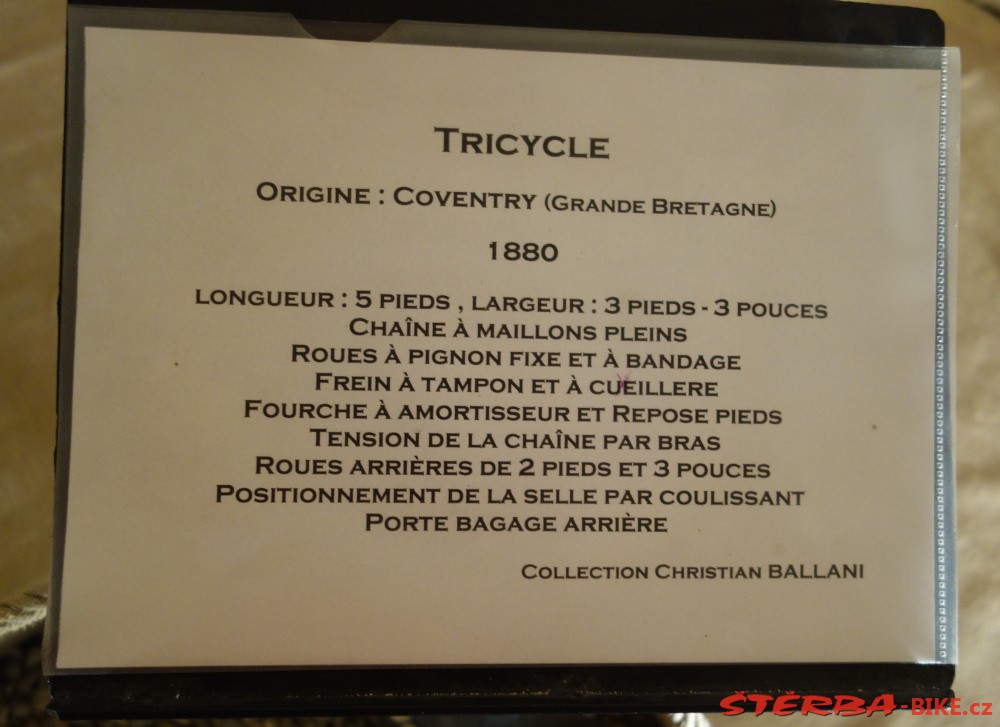 TRICYCLE
ORIGINE : COVENTRY (GRANDE BRETAGNE)
1880
LONGUEUR : 5 PIEDS , LARGEUR : 3 PIEDS - 3 POUCES
CHAÎNE À MAILLONS PLEINS
ROUES À PIGNON FIXE ET À BANDAGE
FREIN À TAMPON ET À CUEILLERE
FOURCHE À AMORTISSEUR ET REPOSE PIEDS
TENSION DE LA CHAÎNE PAR BRAS
ROUES ARRIÈRES DE 2 PIEDS ET 3 POUCES
POSITIONNEMENT DE LA SELLE PAR COULISSANT
PORTE BAGAGE ARRIÈRE
COLLECTION CHRISTIAN BALLANI
ŠTĚRBA-BIKE.cz